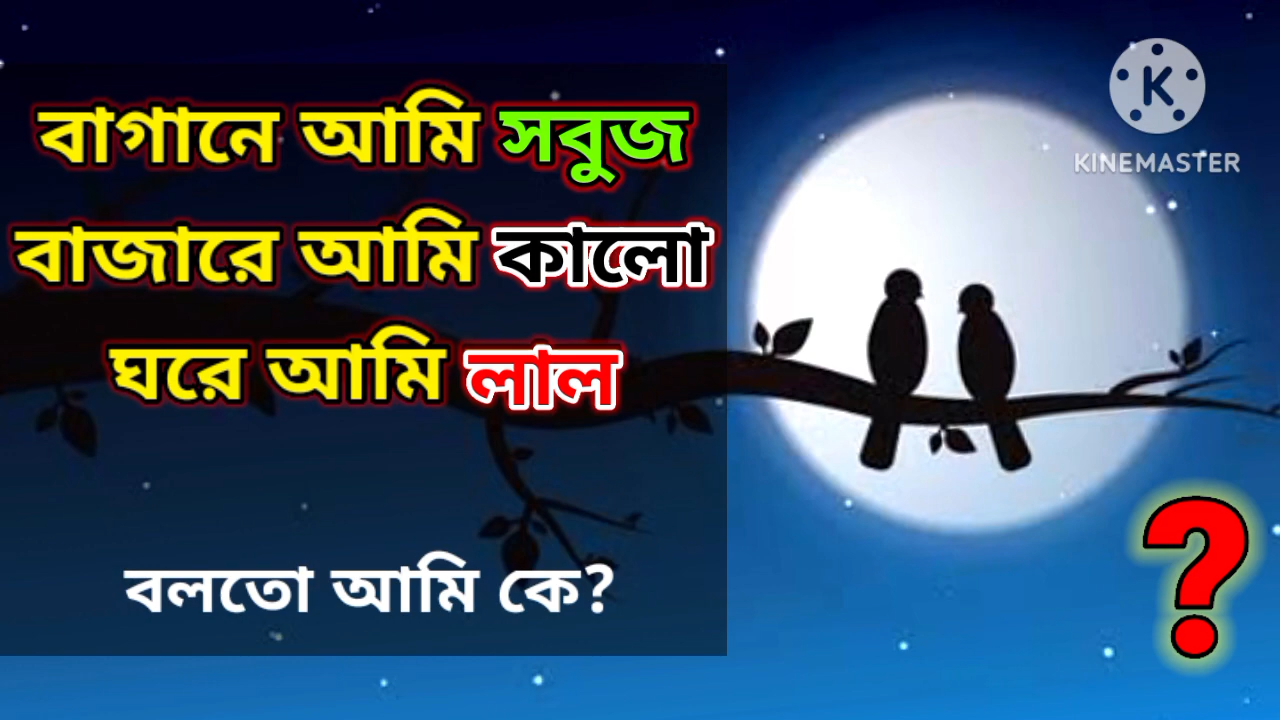 বাগানে আমি সবুজ
বাজারে আমি কালো
ঘরে আমি লাল
বলতো আমি কে?
?
K
KINEMASTER